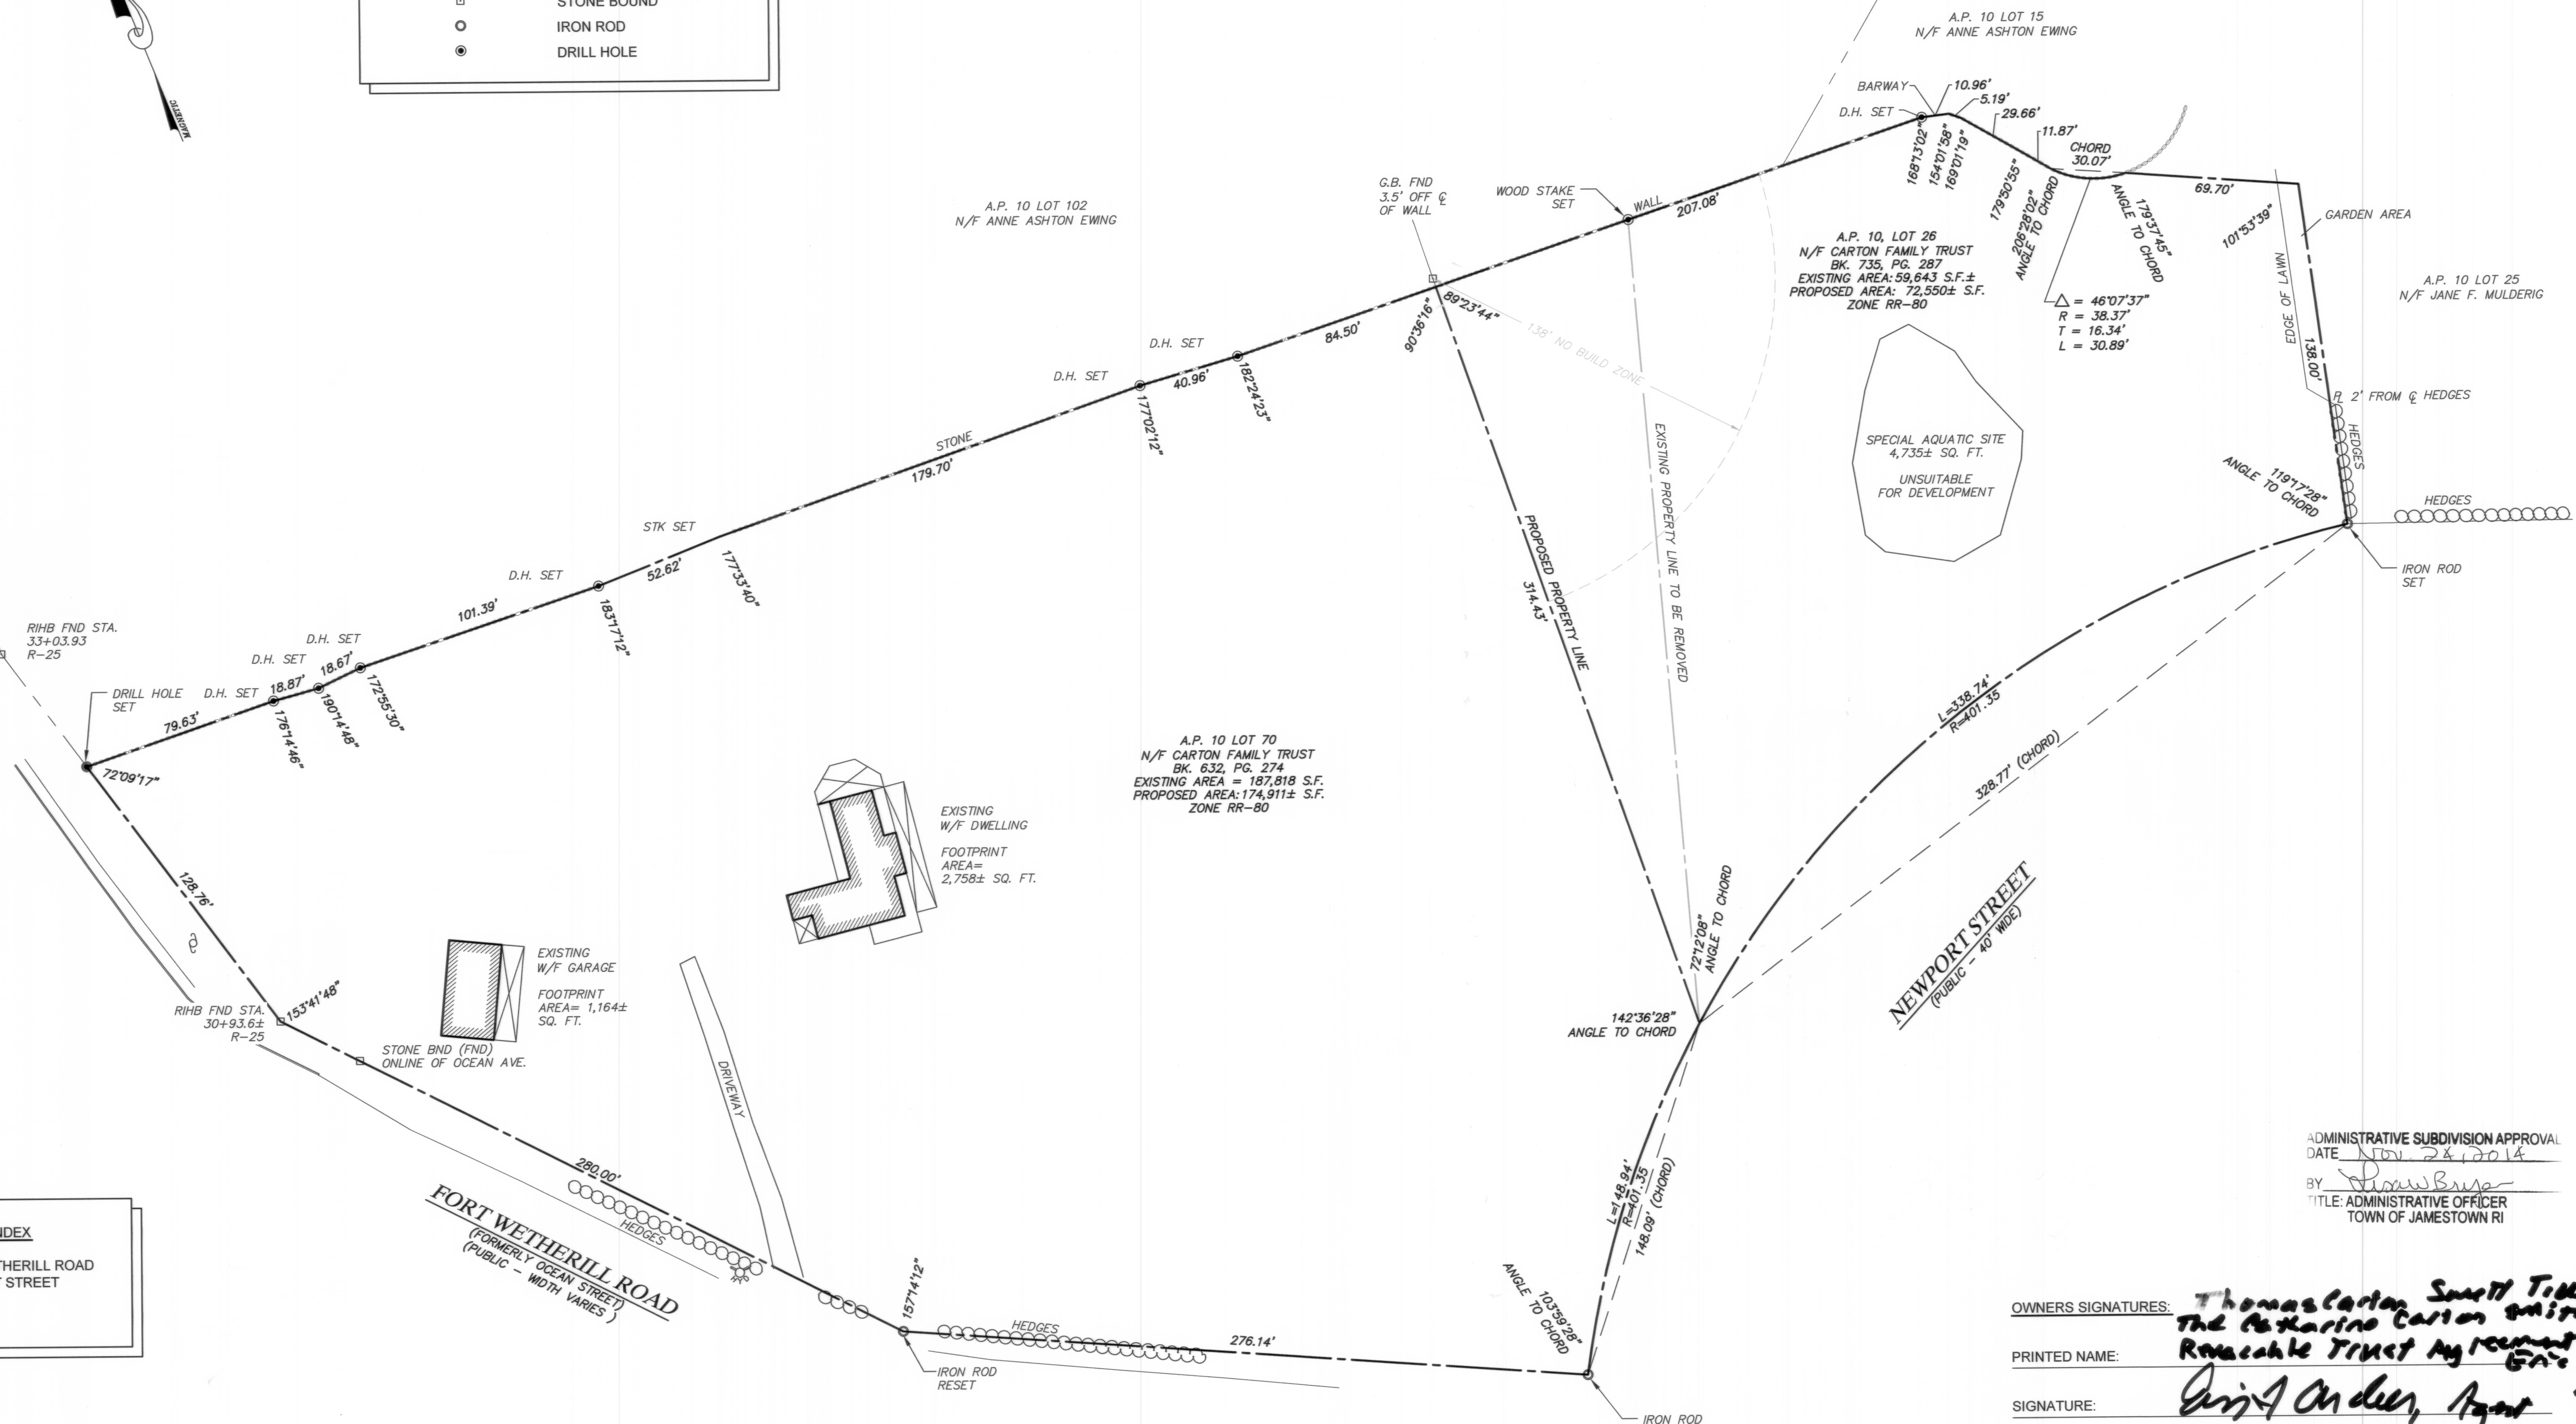 STONE BOUND
IRON ROD
DRILL HOLE
MAGNETIC
A.P. 10 LOT 15
N/F ANNE ASHTON EWING
BARWAY
10.96'
5.19'
D.H. SET
29.66'
11.87'
CHORD
30.07'
168°13'02"
154°01'58"
169°01'19"
179°50'55"
206°28'02"
ANGLE TO CHORD
179°37'45"
ANGLE TO CHORD
69.70'
101°53'39"
GARDEN AREA
EDGE OF LAWN
138.00'
A.P. 10 LOT 25
N/F JANE F. MULDERIG
G.B. FND
3.5' OFF ℄
OF WALL
WOOD STAKE
SET
WALL
207.08'
A.P. 10 LOT 102
N/F ANNE ASHTON EWING
A.P. 10, LOT 26
N/F CARTON FAMILY TRUST
BK. 735, PG. 287
EXISTING AREA: 59,643 S.F.±
PROPOSED AREA: 72,550± S.F.
ZONE RR-80
△ = 46°07'37"
R = 38.37'
T = 16.34'
L = 30.89'
89°23'44"
90°36'16"
138' NO BUILD ZONE
84.50'
D.H. SET
182°24'23"
D.H. SET
40.96'
177°02'12"
STONE
179.70'
STK SET
177°33'40"
52.62'
D.H. SET
183°17'12"
101.39'
D.H. SET
18.67'
172°55'30"
D.H. SET
18.87'
190°14'48"
D.H. SET
176°14'46"
79.63'
DRILL HOLE
SET
72°09'17"
RIHB FND STA.
33+03.93
R-25
℄ 2' FROM ℄ HEDGES
HEDGES
HEDGES
119°17'28"
ANGLE TO CHORD
IRON ROD
SET
SPECIAL AQUATIC SITE
4,735± SQ. FT.
UNSUITABLE
FOR DEVELOPMENT
EXISTING PROPERTY LINE TO BE REMOVED
PROPOSED PROPERTY LINE
314.43'
L=338.74'
R=401.35
328.77' (CHORD)
A.P. 10 LOT 70
N/F CARTON FAMILY TRUST
BK. 632, PG. 274
EXISTING AREA = 187,818 S.F.
PROPOSED AREA: 174,911± S.F.
ZONE RR-80
EXISTING
W/F DWELLING
FOOTPRINT
AREA=
2,758± SQ. FT.
EXISTING
W/F GARAGE
FOOTPRINT
AREA= 1,164±
SQ. FT.
128.76'
153°41'48"
RIHB FND STA.
30+93.6±
R-25
STONE BND (FND)
ONLINE OF OCEAN AVE.
DRIVEWAY
72°12'08"
ANGLE TO CHORD
142°36'28"
ANGLE TO CHORD
NEWPORT STREET
(PUBLIC - 40' WIDE)
280.00'
HEDGES
FORT WETHERILL ROAD
(FORMERLY OCEAN STREET)
(PUBLIC - WIDTH VARIES )
157°14'12"
HEDGES
276.14'
IRON ROD
RESET
L=148.94'
R=401.35
148.09' (CHORD)
103°59'28"
ANGLE TO CHORD
IRON ROD
NDEX
THERILL ROAD
STREET
ADMINISTRATIVE SUBDIVISION APPROVAL
DATE Nov. 24, 2014
BY
TITLE: ADMINISTRATIVE OFFICER
TOWN OF JAMESTOWN RI
OWNERS SIGNATURES: Thomas Carton
The Catharine Carton
PRINTED NAME: Revocable Trust Agreement
SIGNATURE: Agent